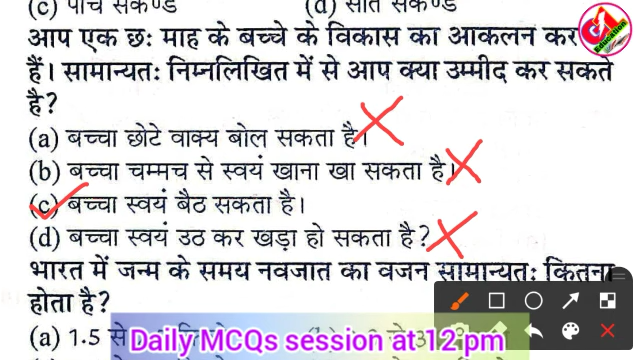 (c) पाँच सेकण्ड (d) सात सेकण्ड
आप एक छः माह के बच्चे के विकास का आकलन कर
हैं। सामान्यतः निम्नलिखित में से आप क्या उम्मीद कर सकते
है?
(a) बच्चा छोटे वाक्य बोल सकता है।
(b) बच्चा चम्मच से स्वयं खाना खा सकता है।
(c) बच्चा स्वयं बैठ सकता है।
(d) बच्चा स्वयं उठ कर खड़ा हो सकता है?
भारत में जन्म के समय नवजात का वजन सामान्यतः कितना
होता है?
(a) 1.5 से
Daily MCQs session at 12 pm
Education